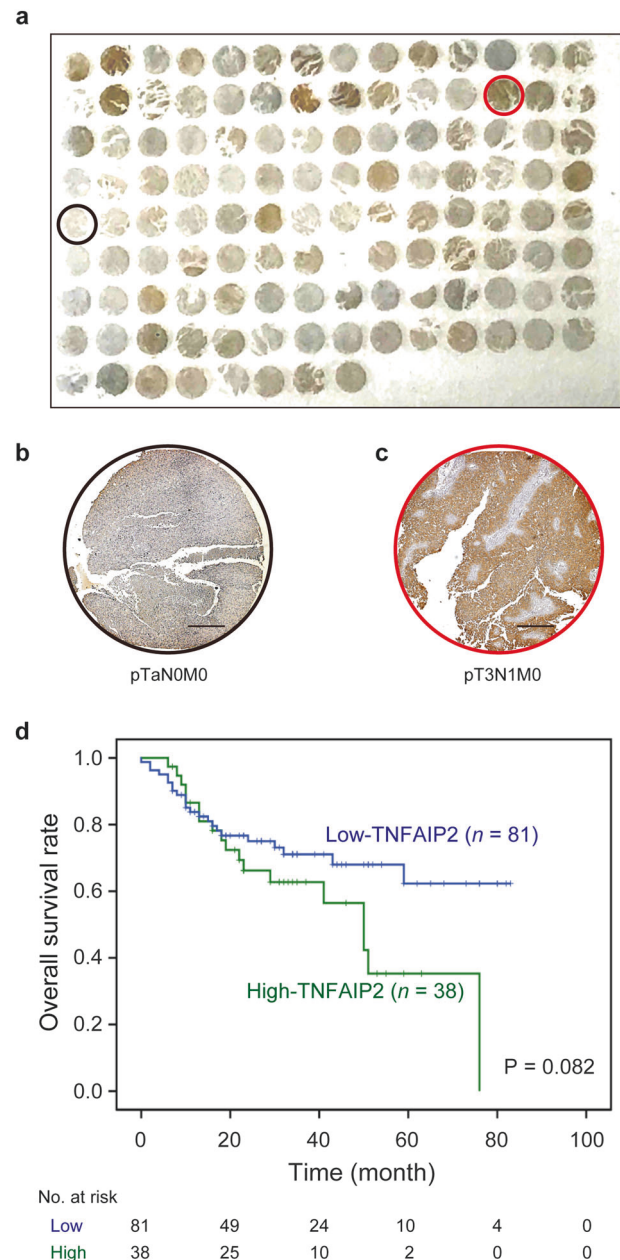 a
b
c
pTaN0M0
pT3N1M0
d
Overall survival rate
1.0
0.8
0.6
0.4
0.2
0.0
Low-TNFAIP2 (n = 81)
High-TNFAIP2 (n = 38)
P = 0.082
0 20 40 60 80 100
Time (month)
No. at risk
Low 81 49 24 10 4 0
High 38 25 10 2 0 0